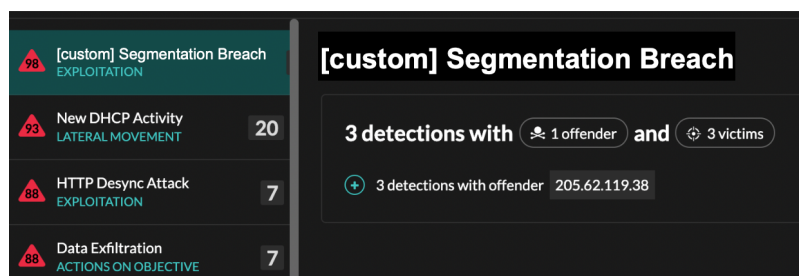 98
[custom] Segmentation Breach
EXPLOITATION
93
New DHCP Activity
LATERAL MOVEMENT
20
88
HTTP Desync Attack
EXPLOITATION
7
88
Data Exfiltration
ACTIONS ON OBJECTIVE
7
[custom] Segmentation Breach
3 detections with 1 offender and 3 victims
3 detections with offender 205.62.119.38